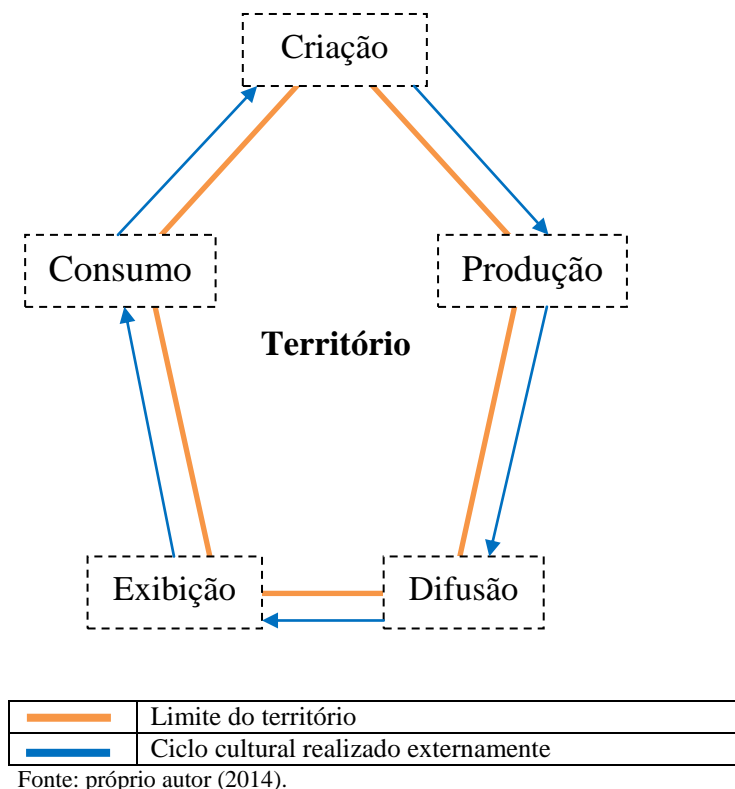 Criação
Consumo
Produção
Território
Exibição
Difusão
Limite do território
Ciclo cultural realizado externamente
Fonte: próprio autor (2014).